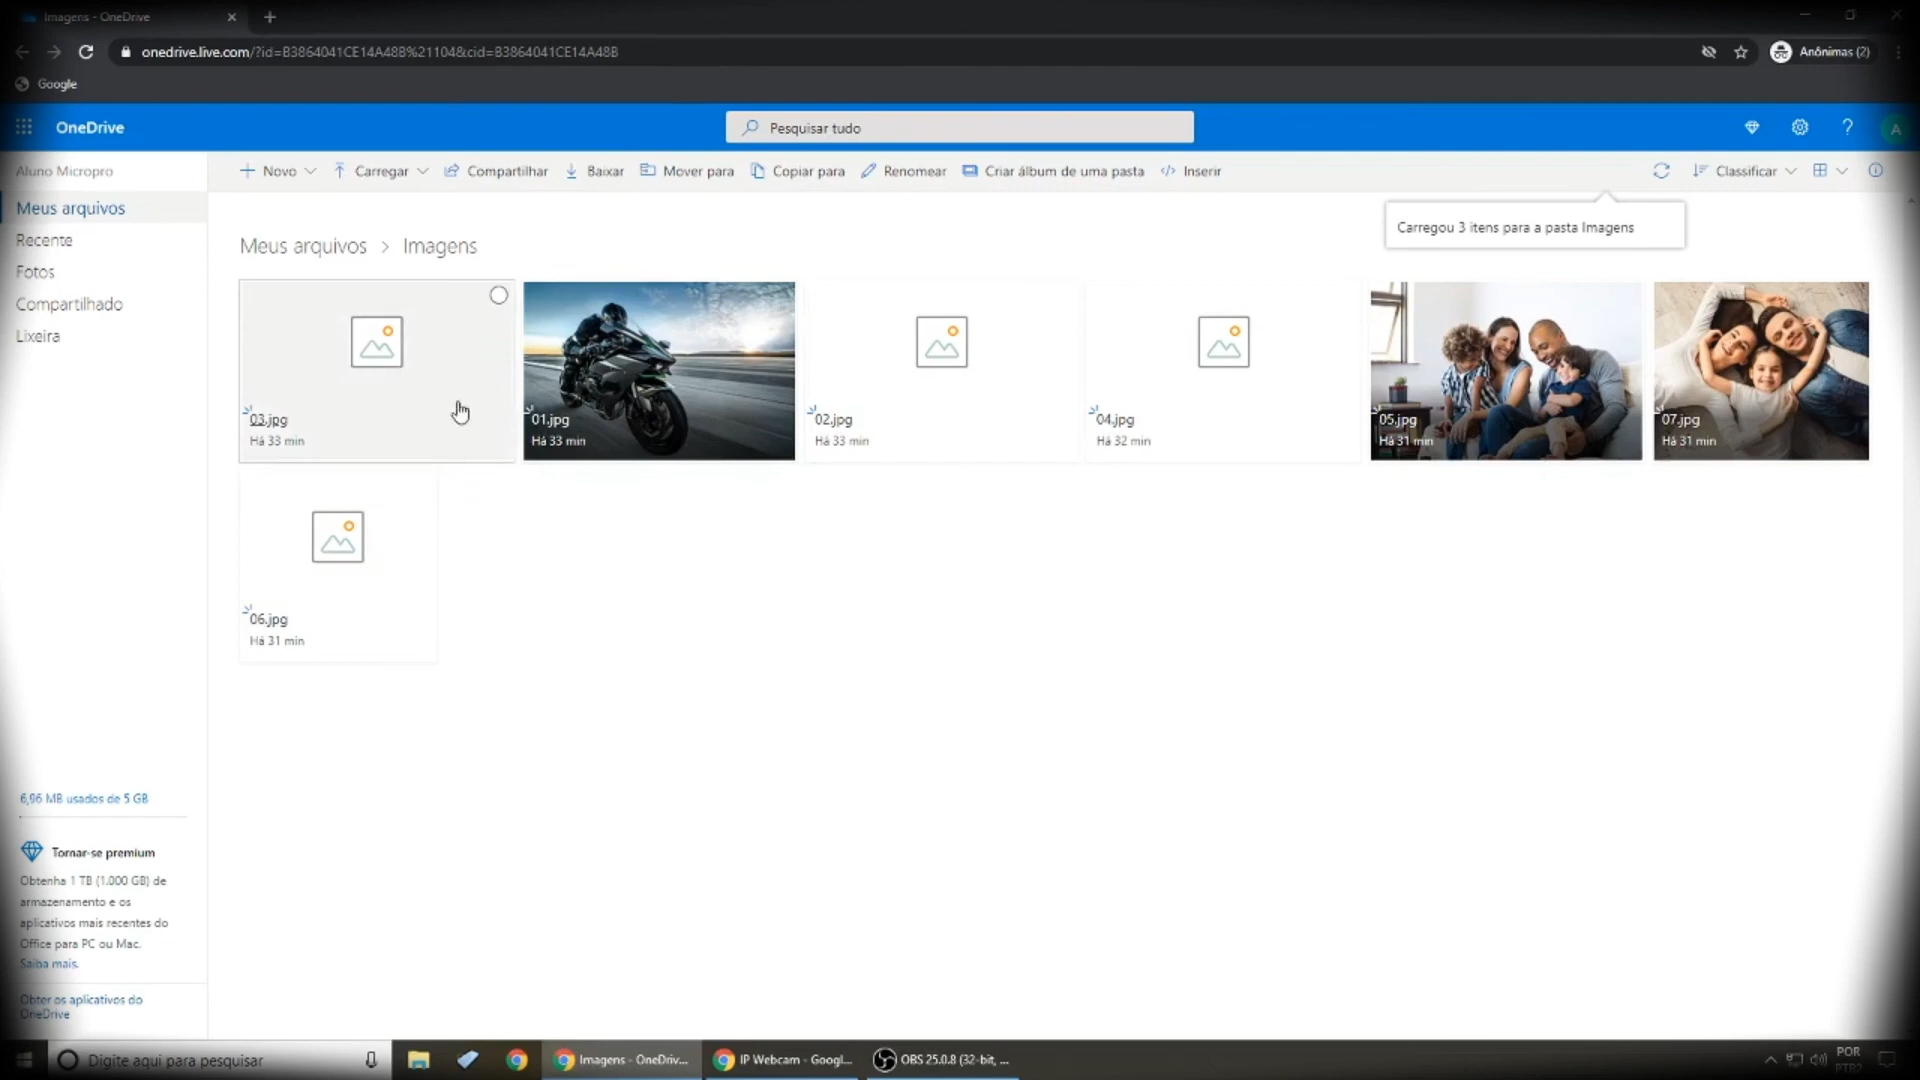 Imagens - OneDrive
onedrive.live.com/?id=B3864041CE14A48B%21104&cid=B3864041CE14A48B
Anônimas (2)
Google
OneDrive
Pesquisar tudo
A
Aluno Micropro
Novo
Carregar
Compartilhar
Baixar
Mover para
Copiar para
Renomear
Criar álbum de uma pasta
Inserir
Classificar
Meus arquivos
Recente
Fotos
Compartilhado
Lixeira
Carregou 3 itens para a pasta Imagens
Meus arquivos > Imagens
03.jpg
Há 33 min
01.jpg
Há 33 min
02.jpg
Há 33 min
04.jpg
Há 32 min
05.jpg
Há 31 min
07.jpg
Há 31 min
06.jpg
Há 31 min
6,96 MB usados de 5 GB
Tornar-se premium
Obtenha 1 TB (1.000 GB) de
armazenamento e os
aplicativos mais recentes do
Office para PC ou Mac.
Saiba mais.
Obter os aplicativos do
OneDrive
Digite aqui para pesquisar
Imagens - OneDriv...
IP Webcam - Googl...
OBS 25.0.8 (32-bit, ...
POR
PTB2